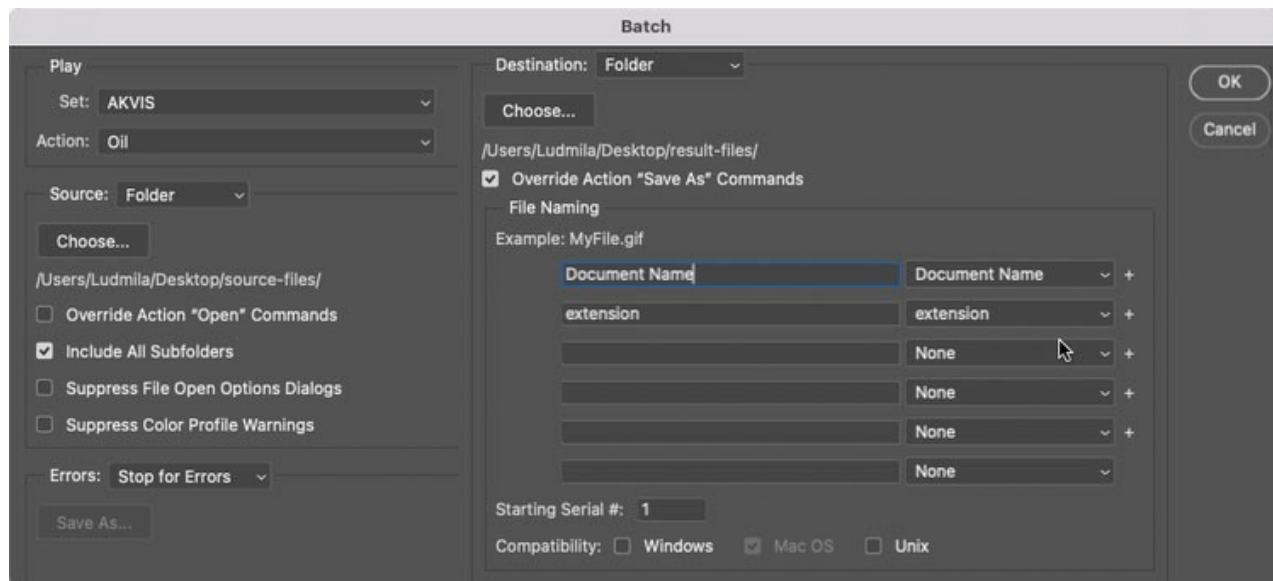 Batch
Play
Set: AKVIS
Action: Oil
Source: Folder
Choose...
/Users/Ludmila/Desktop/source-files/
Override Action "Open" Commands
Include All Subfolders
Suppress File Open Options Dialogs
Suppress Color Profile Warnings
Errors: Stop for Errors
Save As...
Destination: Folder
Choose...
/Users/Ludmila/Desktop/result-files/
Override Action "Save As" Commands
File Naming
Example: MyFile.gif
Document Name Document Name +
extension extension +
None +
None +
None +
None
Starting Serial #: 1
Compatibility: Windows Mac OS Unix
OK
Cancel